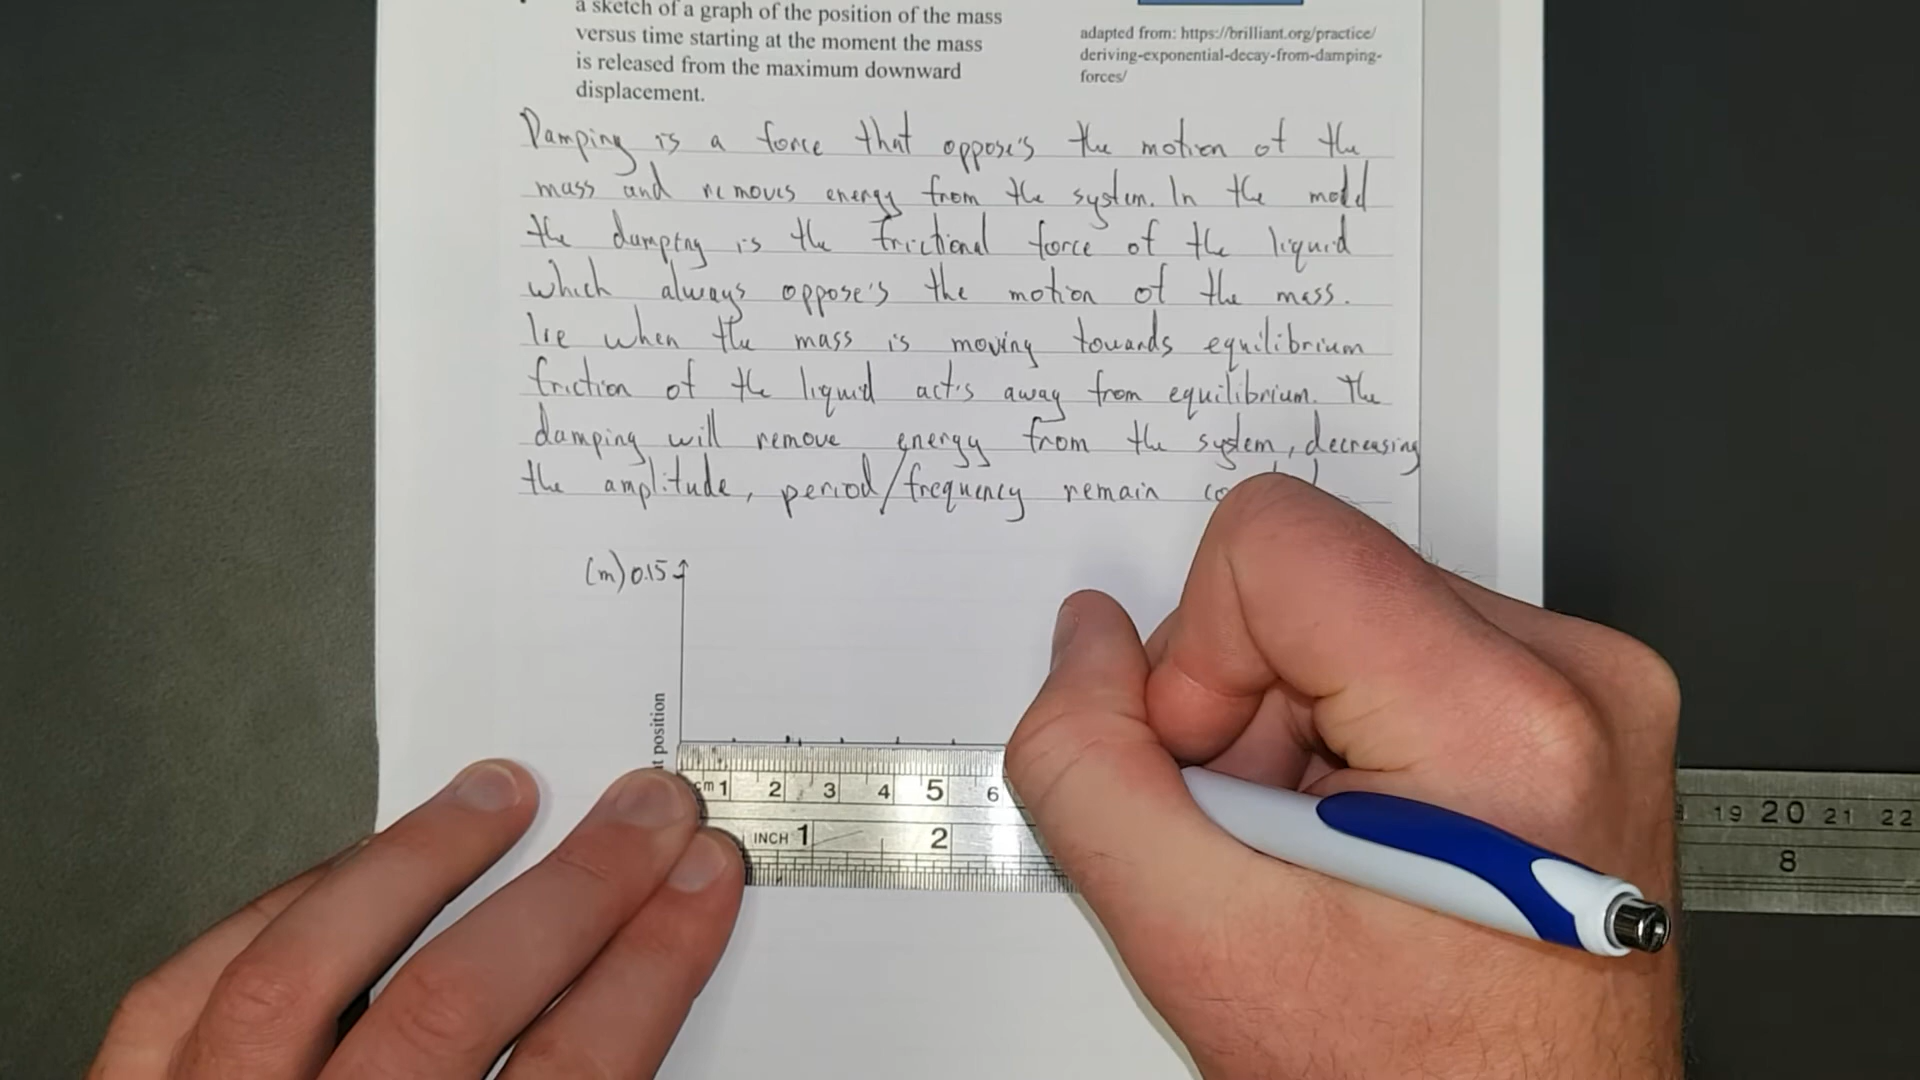 a sketch of a graph of the position of the mass
versus time starting at the moment the mass
is released from the maximum downward
displacement.
adapted from: https://brilliant.org/practice/
deriving-exponential-decay-from-damping-
forces/
Damping is a force that oppose's the motion of the
mass and removes energy from the system. In the model
the damping is the frictional force of the liquid
which always oppose's the motion of the mass.
Ie when the mass is moving towards equilibrium
friction of the liquid act's away from equilibrium. The
damping will remove energy from the system, decreasing
the amplitude, period/frequency remain
(m) 0.15
position
cm 1 2 3 4 5 6
INCH 1 2
19 20 21 22
8